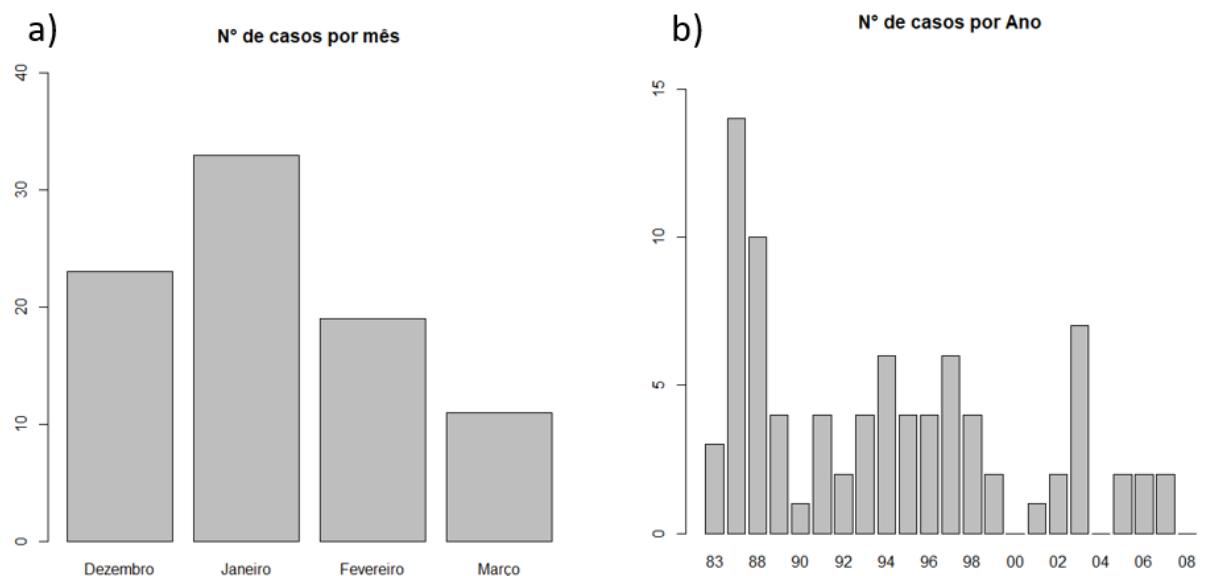 a)
N° de casos por mês
40
30
20
10
0
Dezembro Janeiro Fevereiro Março
b)
N° de casos por Ano
15
10
5
0
83 88 90 92 94 96 98 00 02 04 06 08